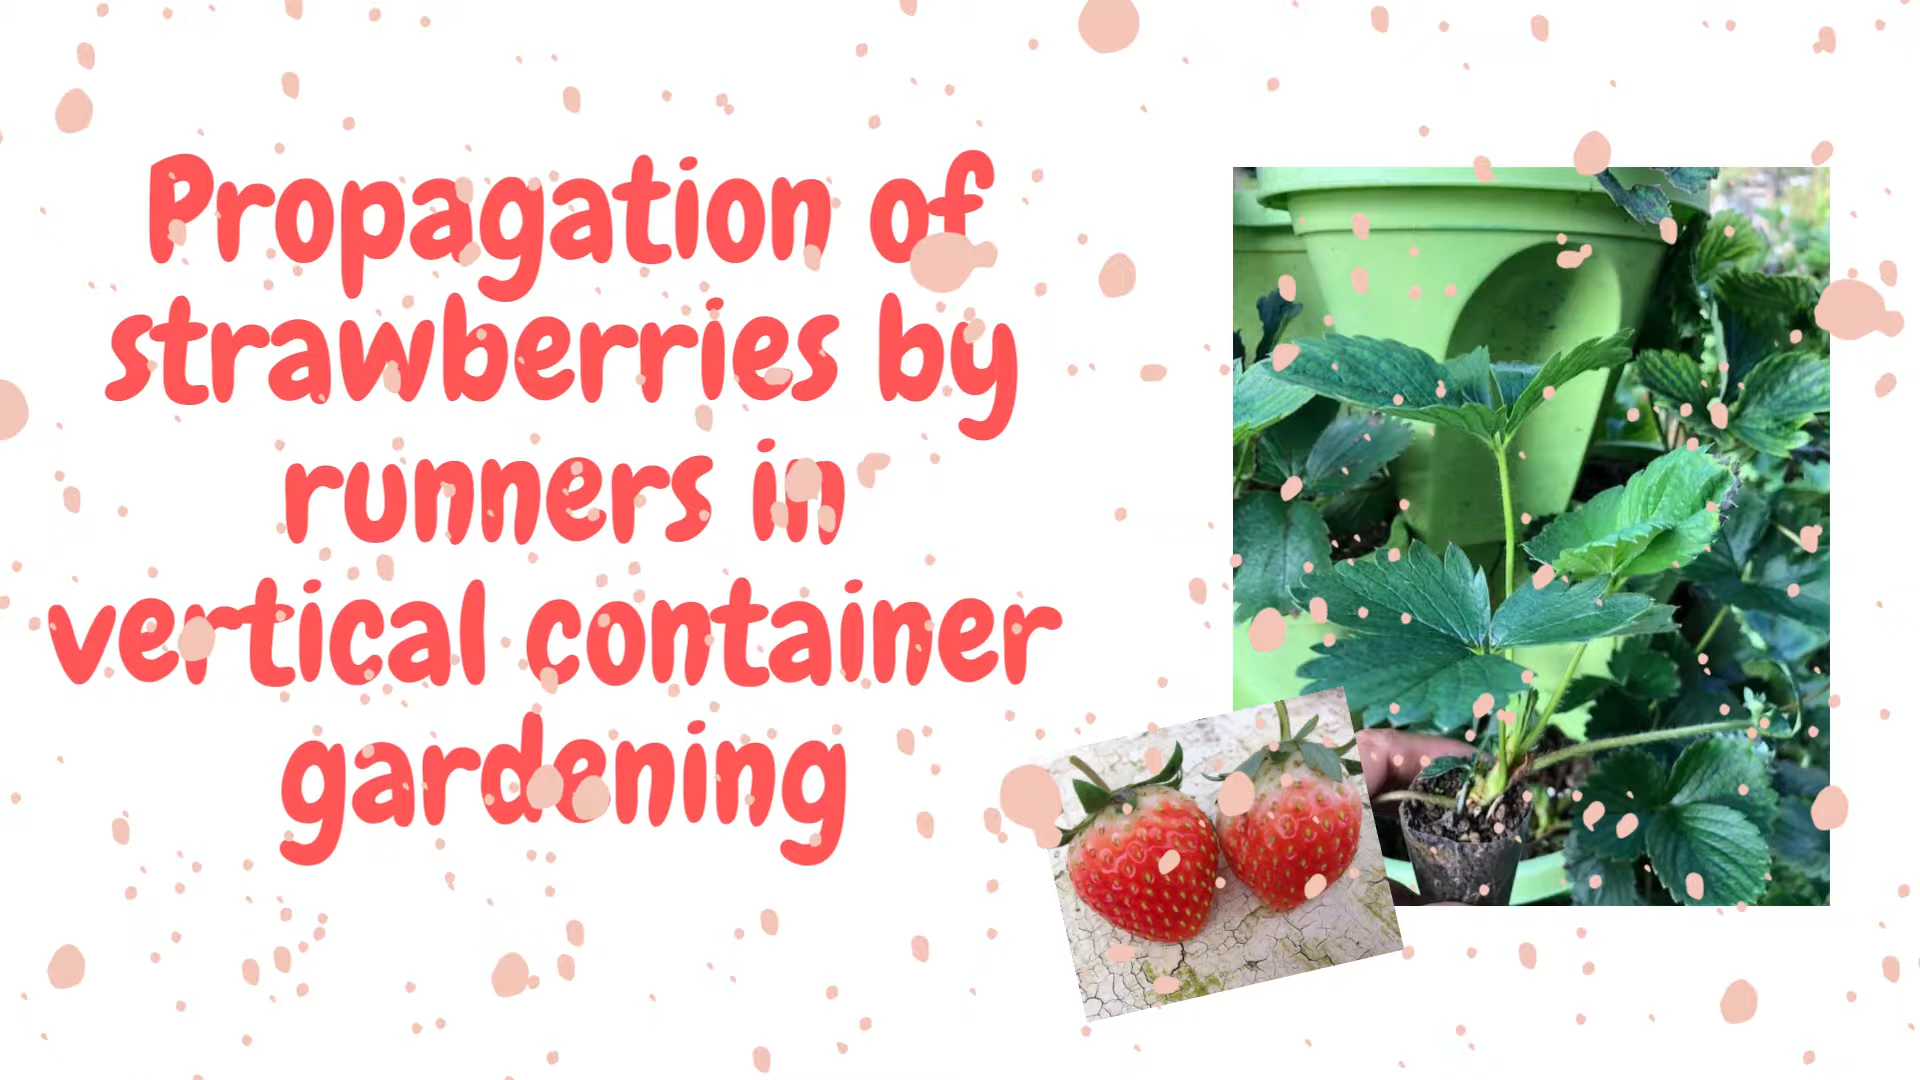 Propagation of
strawberries by
runners in
vertical container
gardening